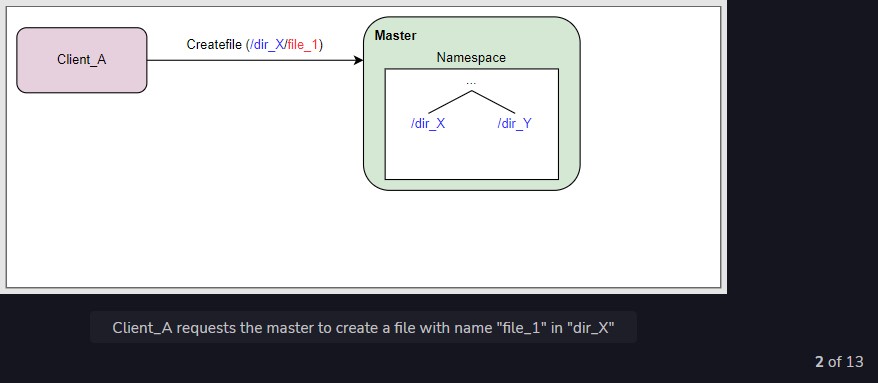 Master
Createfile (/dir_X/file_1)
Client_A
Namespace
...
/dir_X
/dir_Y
Client_A requests the master to create a file with name "file_1" in "dir_X"
2 of 13